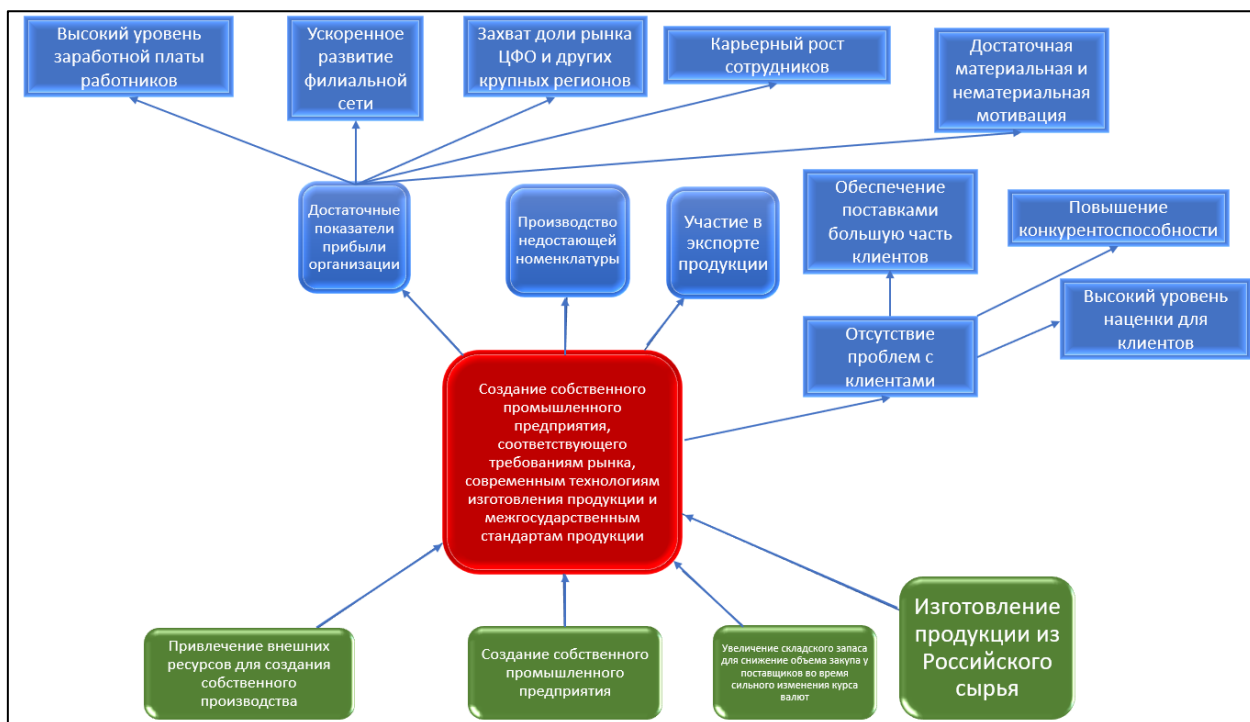 Высокий уровень
заработной платы
работников
Ускоренное
развитие
филиальной
сети
Захват доли рынка
ЦФО и других
крупных регионов
Карьерный рост
сотрудников
Достаточная
материальная и
нематериальная
мотивация
Достаточные
показатели
прибыли
организации
Производство
недостающей
номенклатуры
Участие в
экспорте
продукции
Обеспечение
поставками
большую часть
клиентов
Повышение
конкурентоспособности
Высокий уровень
наценки для
клиентов
Отсутствие
проблем с
клиентами
Создание собственного
промышленного
предприятия,
соответствующего
требованиям рынка,
современным технологиям
изготовления продукции и
межгосударственным
стандартам продукции
Привлечение внешних
ресурсов для создания
собственного
производства
Создание собственного
промышленного
предприятия
Увеличение складского запаса
для снижение объема закупа у
поставщиков во время
сильного изменения курса
валют
Изготовление
продукции из
Российского
сырья